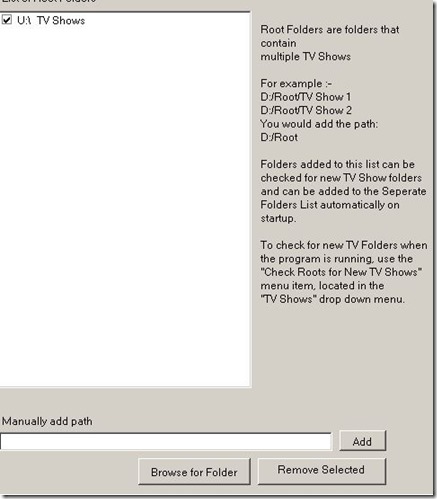 List of Root Folders
U:\ TV Shows
Root Folders are folders that
contain
multiple TV Shows
For example :-
D:/Root/TV Show 1
D:/Root/TV Show 2
You would add the path:
D:/Root
Folders added to this list can be
checked for new TV Show folders
and can be added to the Seperate
Folders List automatically on
startup.
To check for new TV Folders when
the program is running, use the
"Check Roots for New TV Shows"
menu item, located in the
"TV Shows" drop down menu.
Manually add path
Add
Browse for Folder
Remove Selected